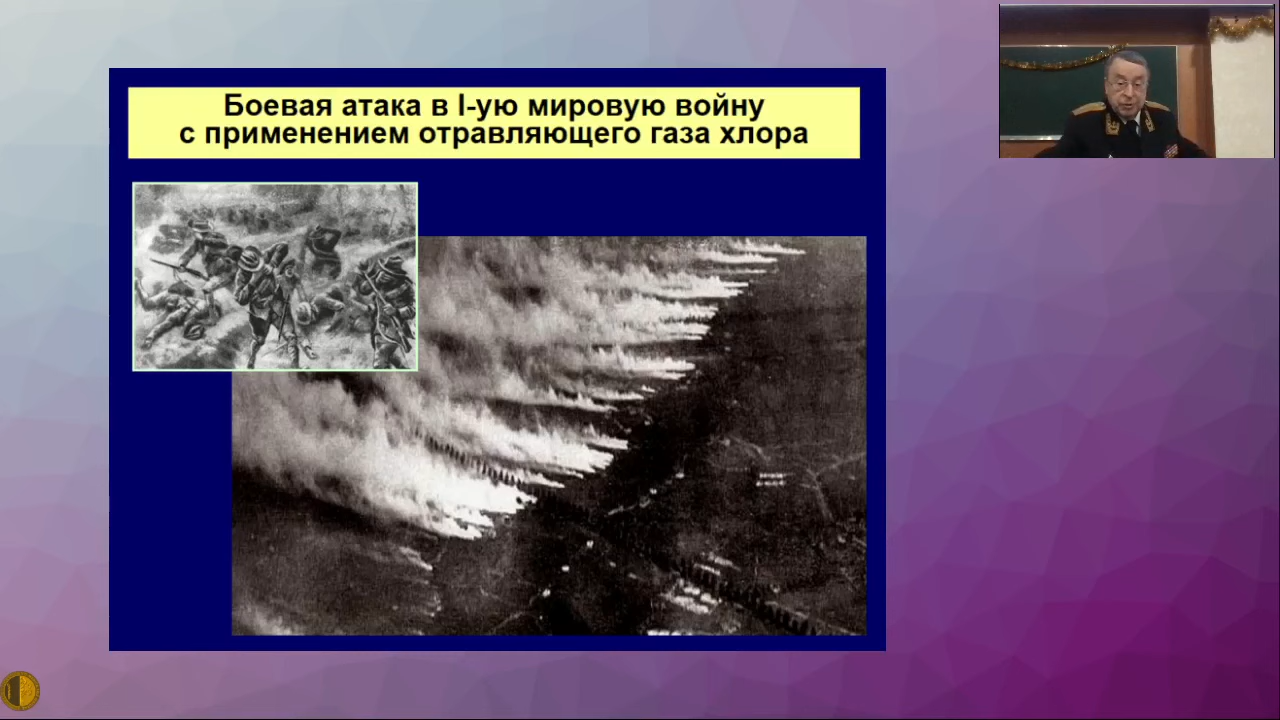 Боевая атака в I-ую мировую войну
с применением отравляющего газа хлора